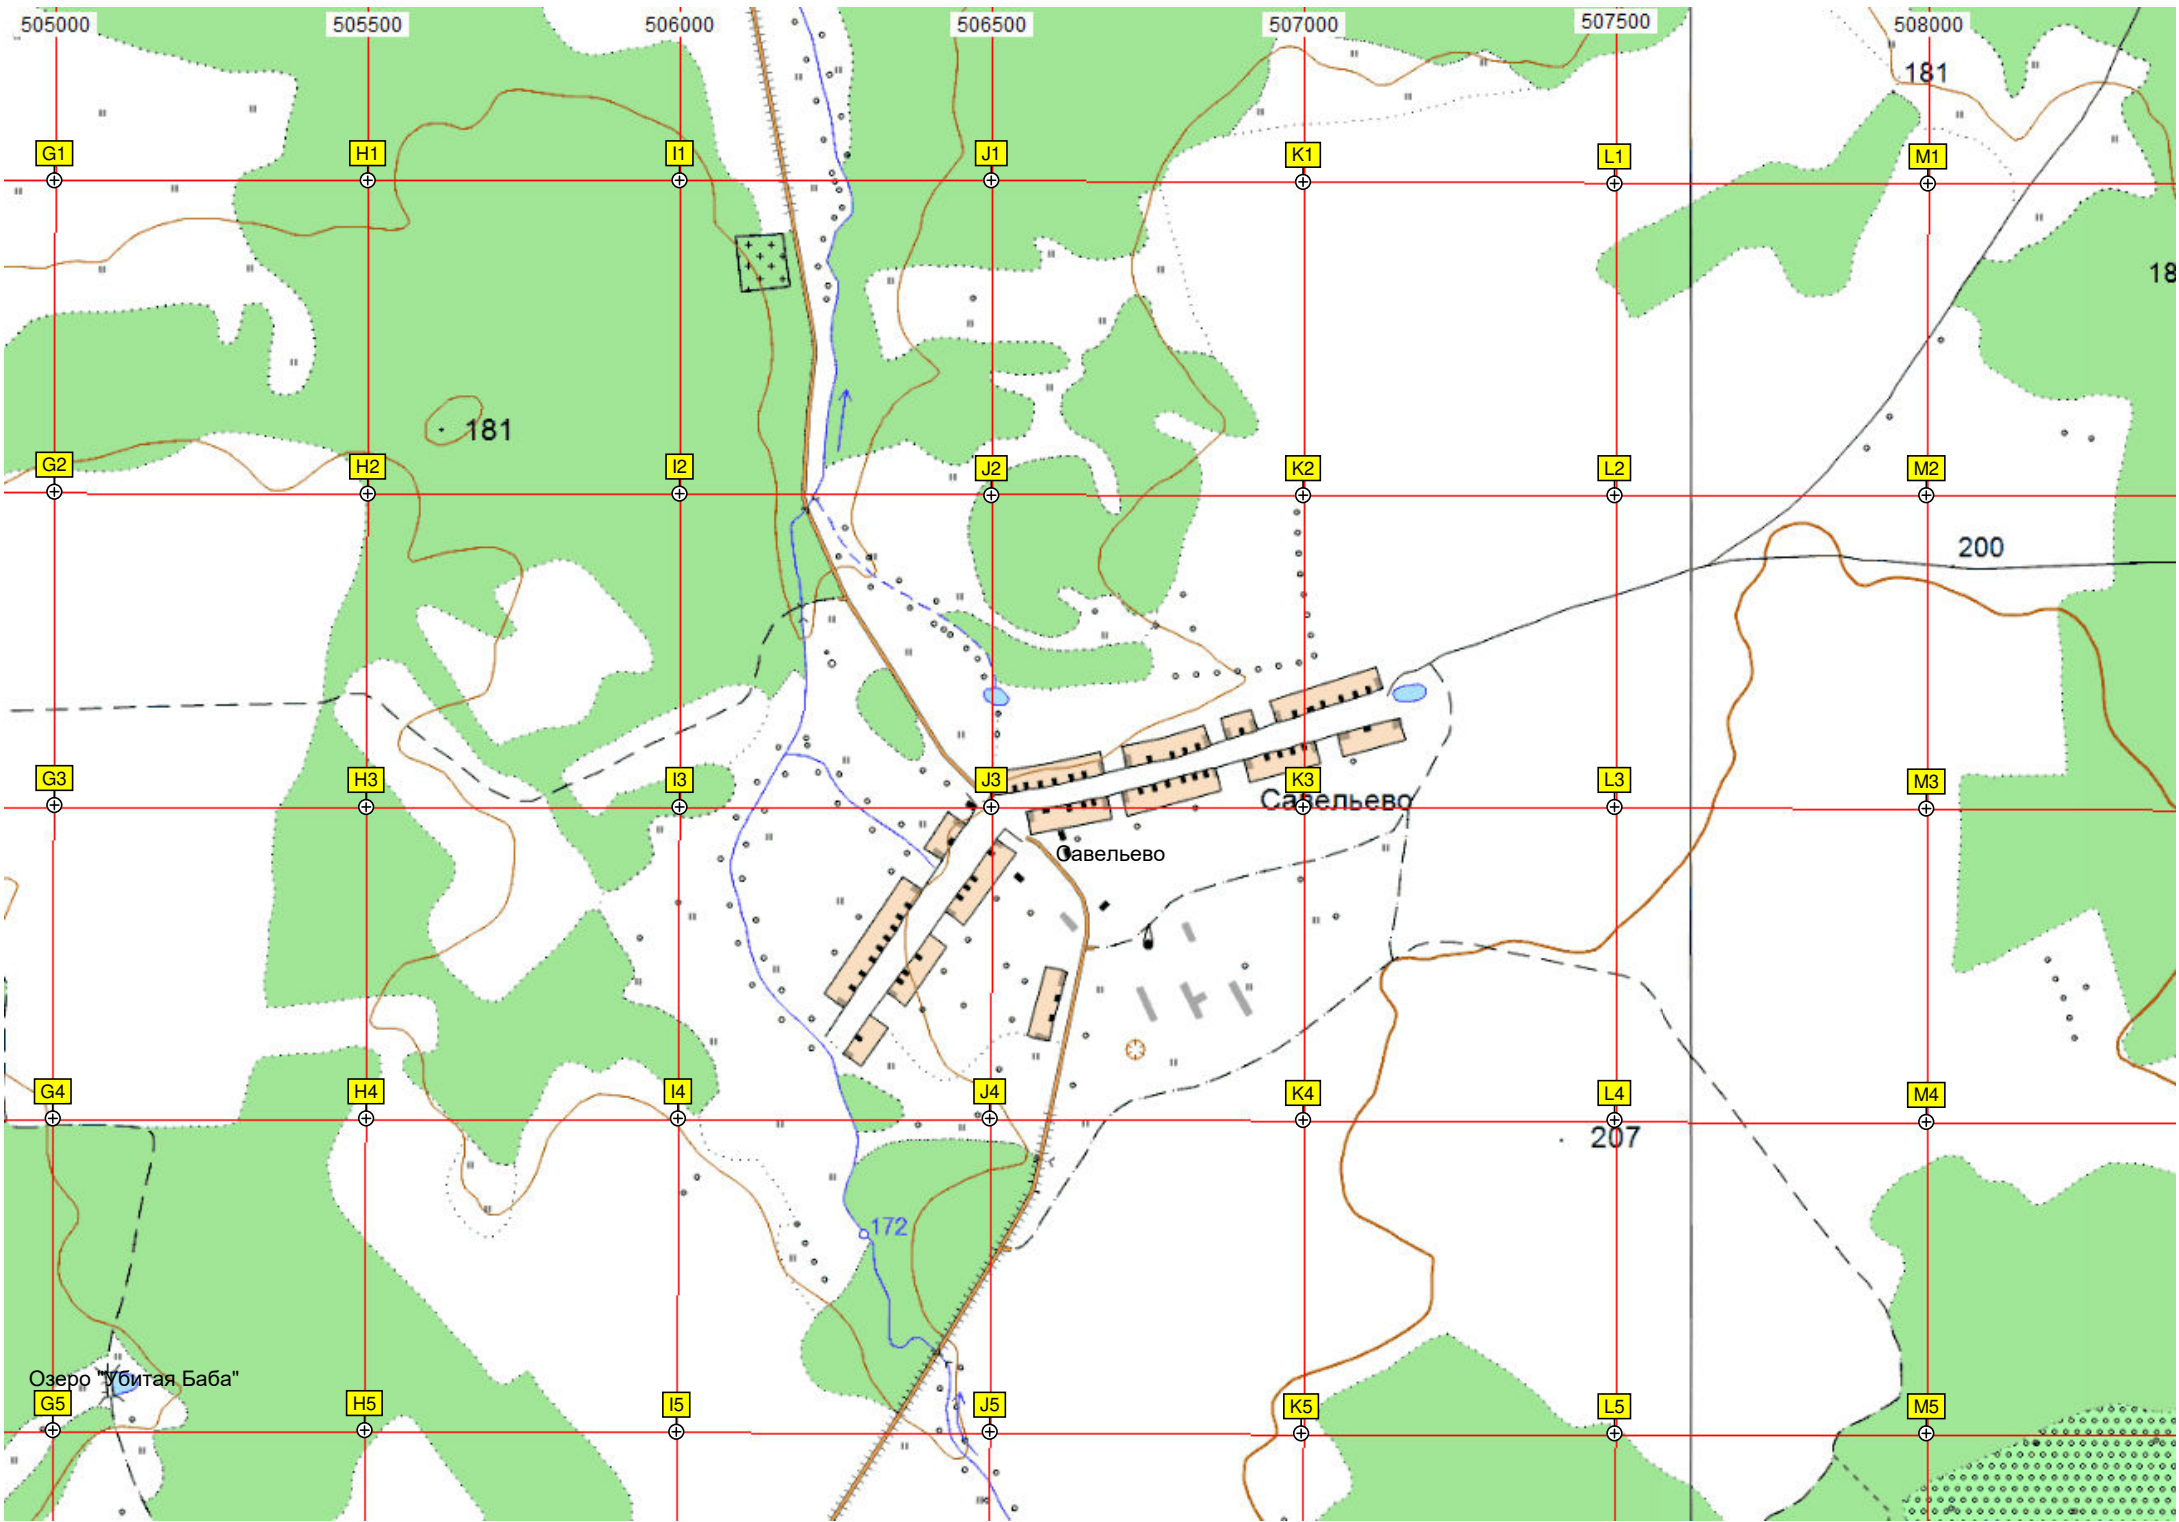 505000 505500 506000 506500 507000 507500 508000
181
G1 H1 I1 J1 K1 L1 M1
18
181
G2 H2 I2 J2 K2 L2 M2
200
G3 H3 I3 J3 K3 L3 M3
Савельево
Савельево
G4 H4 I4 J4 K4 L4 M4
207
172
Озеро "Убитая Баба"
G5 H5 I5 J5 K5 L5 M5